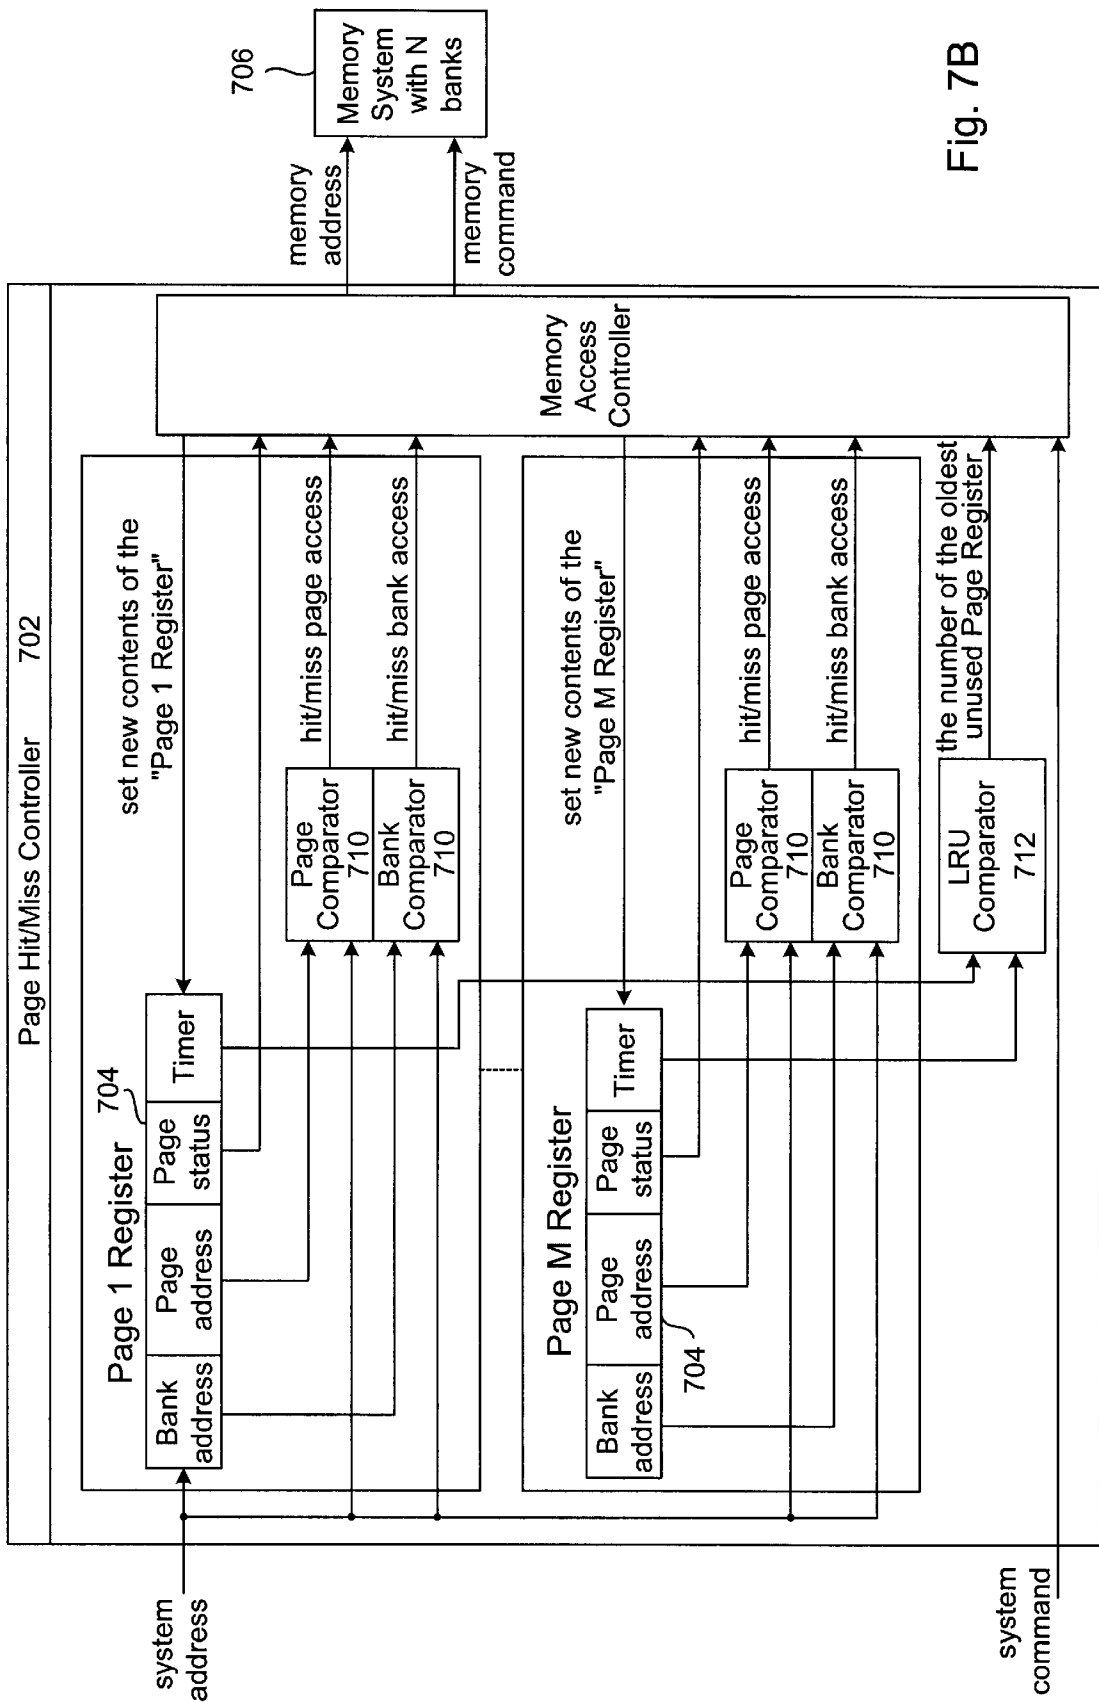 Page Hit/Miss Controller 702
Page 1 Register
704
Bank
address
Page
address
Page
status
Timer
set new contents of the
"Page 1 Register"
Page
Comparator
710
Bank
Comparator
710
hit/miss page access
hit/miss bank access
system
address
Page M Register
Bank
address
Page
address
Page
status
Timer
704
set new contents of the
"Page M Register"
Page
Comparator
710
Bank
Comparator
710
hit/miss page access
hit/miss bank access
LRU
Comparator
712
the number of the oldest
unused Page Register
system
command
Memory
Access
Controller
memory
address
memory
command
706
Memory
System
with N
banks
Fig. 7B